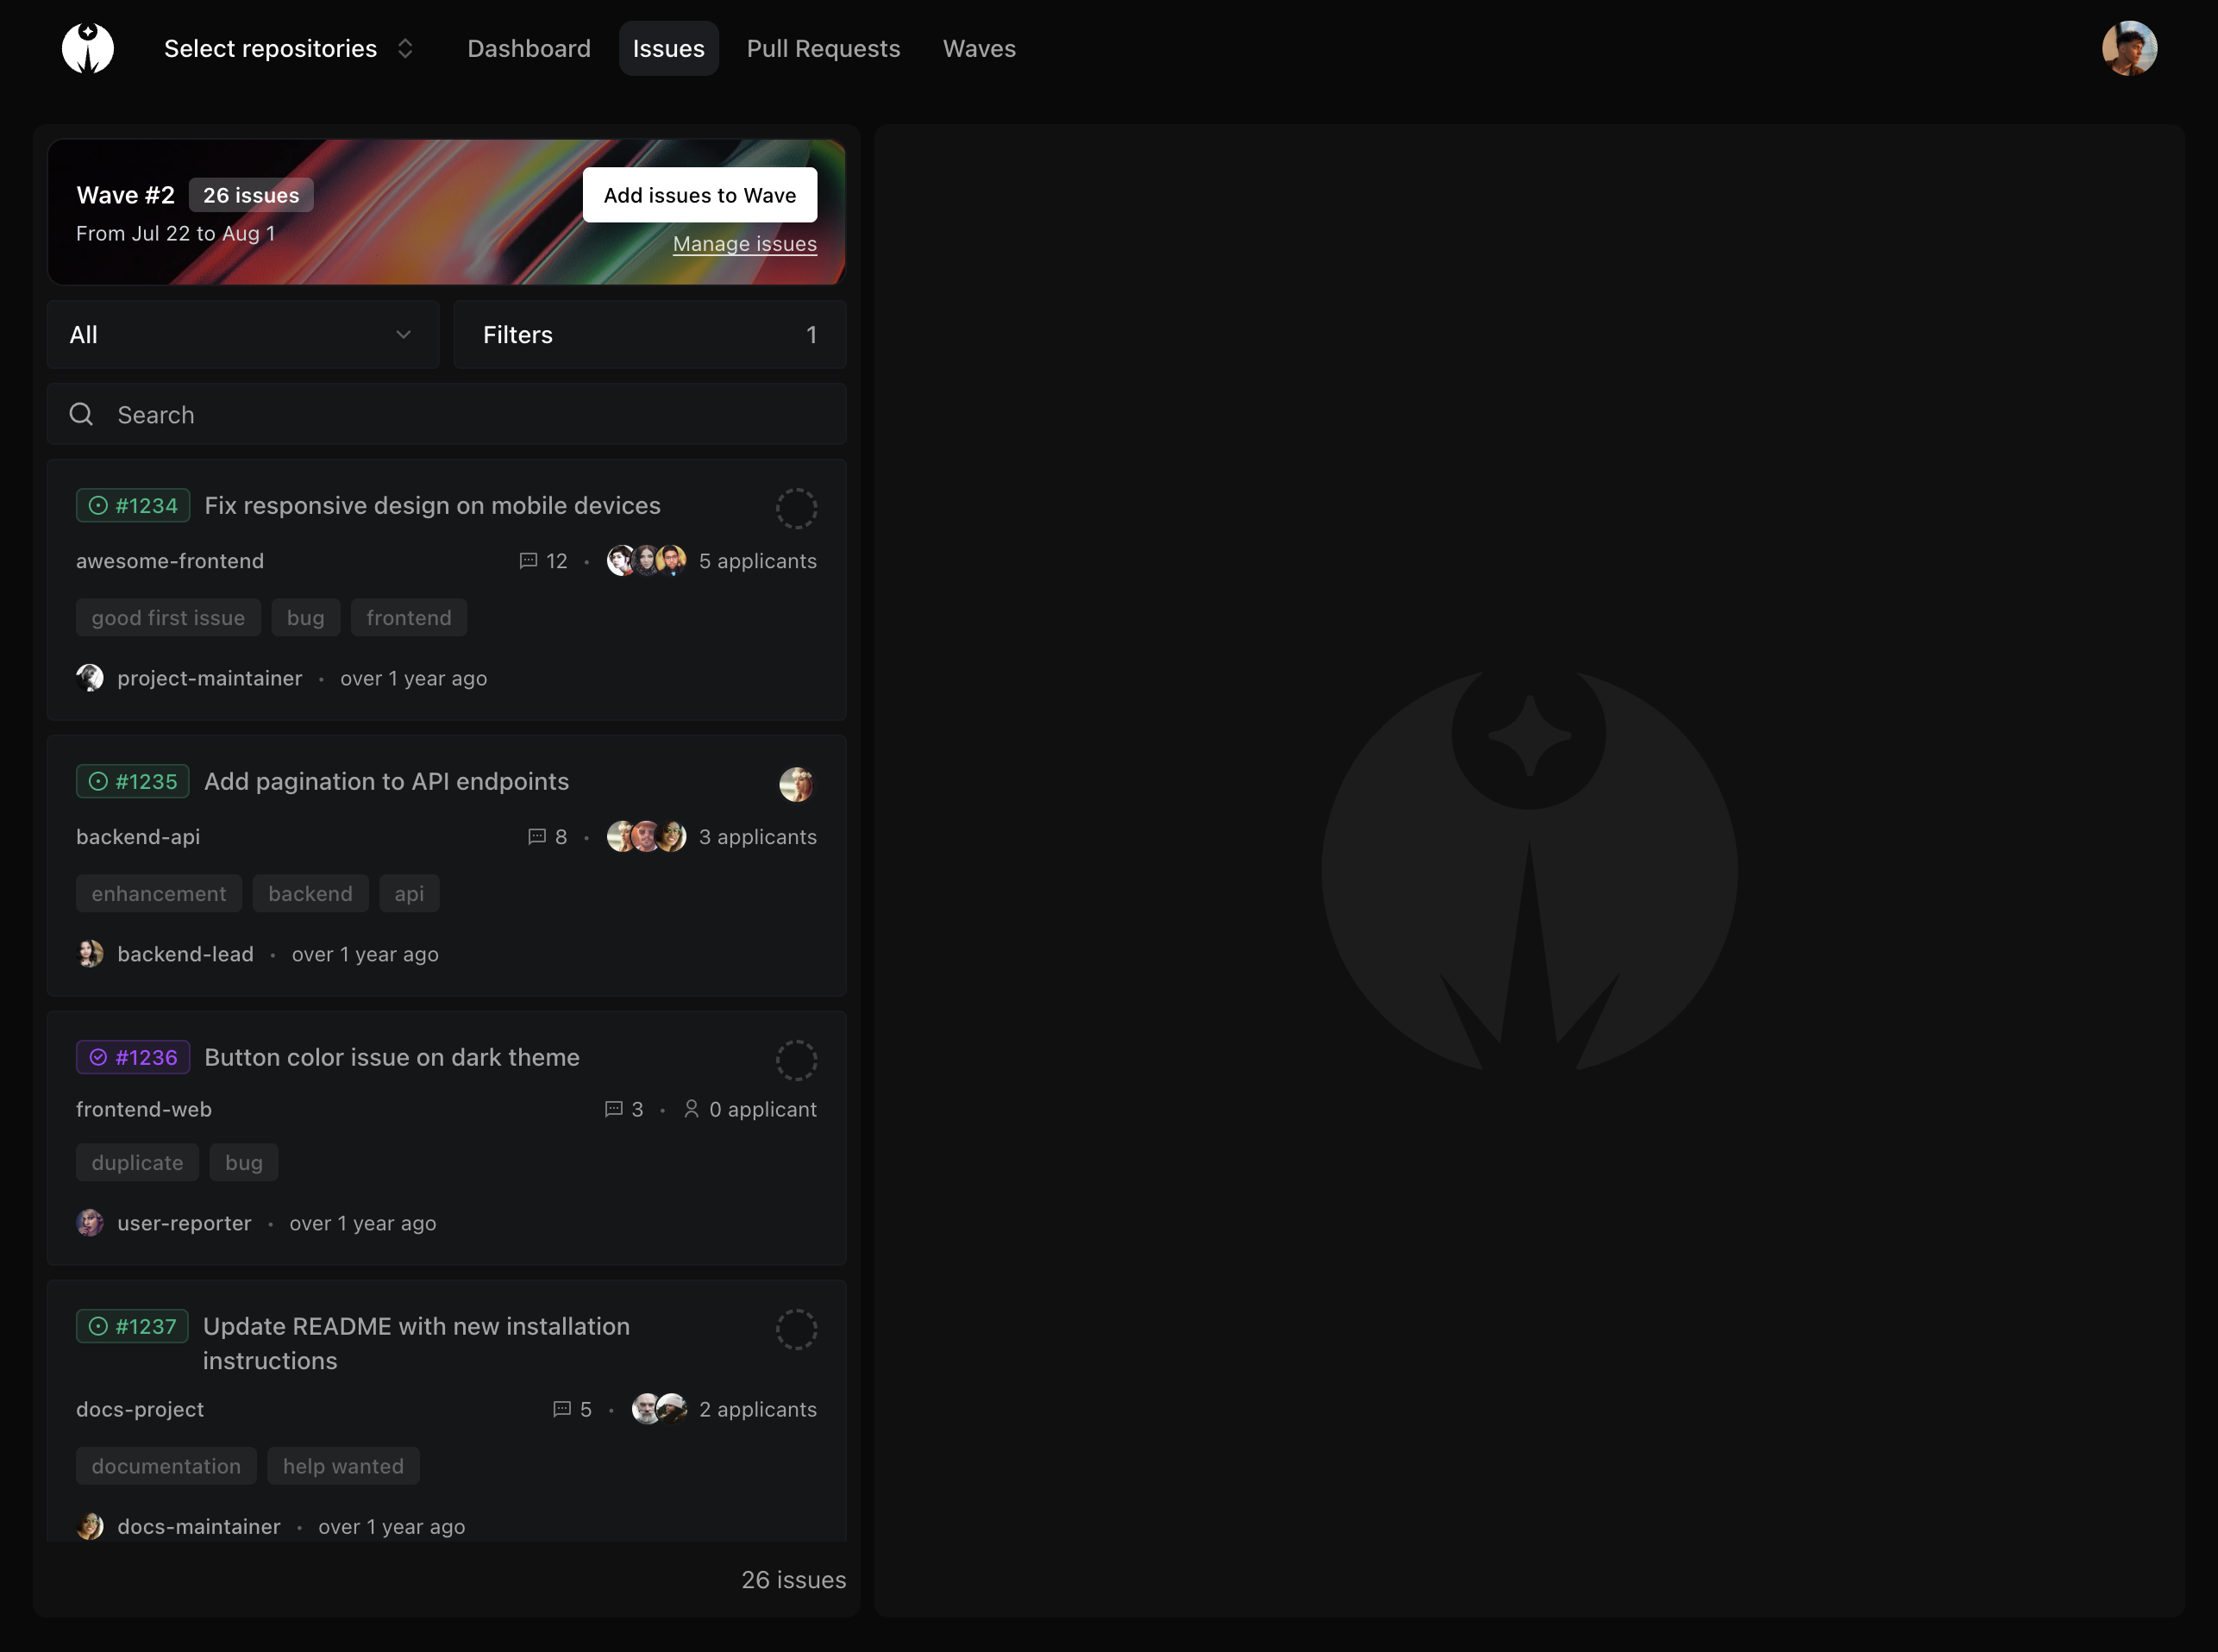 Select repositories Dashboard Issues Pull Requests Waves
Wave #2 26 issues Add issues to Wave
From Jul 22 to Aug 1 Manage issues
All Filters 1
Search
#1234 Fix responsive design on mobile devices
awesome-frontend 12 • 5 applicants
good first issue bug frontend
project-maintainer • over 1 year ago
#1235 Add pagination to API endpoints
backend-api 8 • 3 applicants
enhancement backend api
backend-lead • over 1 year ago
#1236 Button color issue on dark theme
frontend-web 3 • 0 applicant
duplicate bug
user-reporter • over 1 year ago
#1237 Update README with new installation
instructions
docs-project 5 • 2 applicants
documentation help wanted
docs-maintainer • over 1 year ago
26 issues